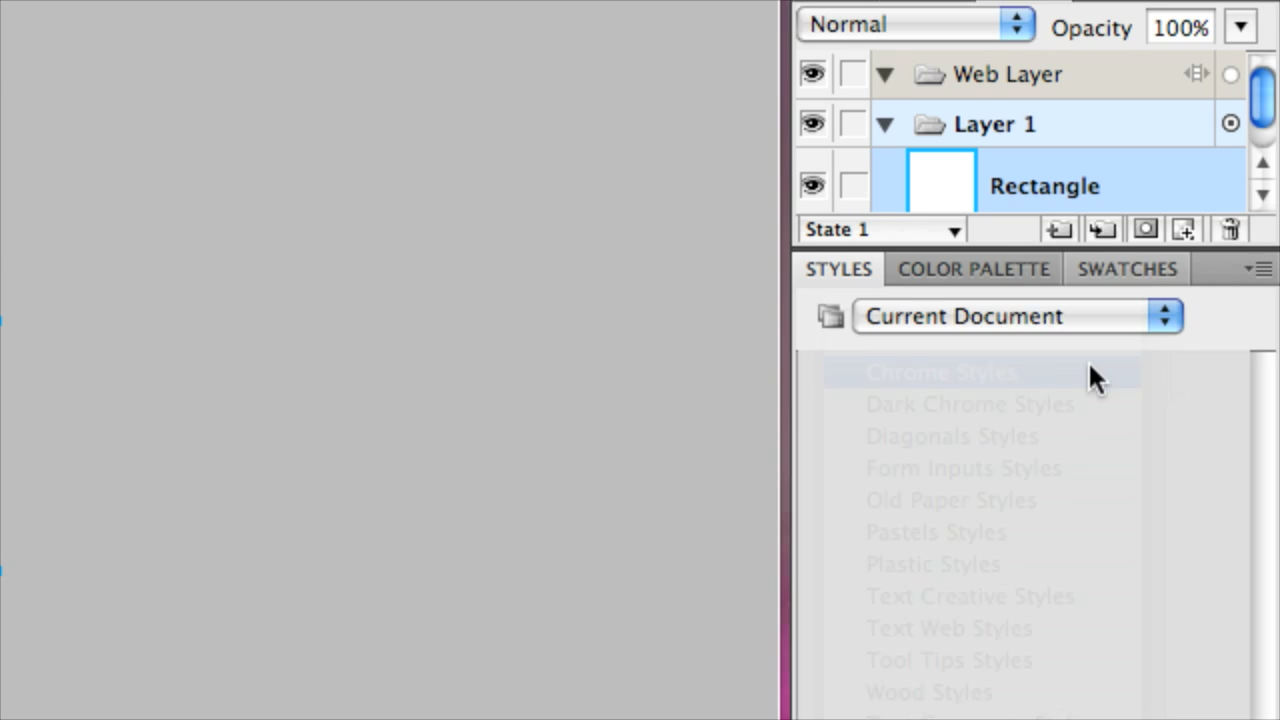 Normal Opacity 100%
Web Layer
Layer 1
Rectangle
State 1
STYLES COLOR PALETTE SWATCHES
Current Document
Chrome Styles
Dark Chrome Styles
Diagonals Styles
Form Inputs Styles
Old Paper Styles
Pastels Styles
Plastic Styles
Text Creative Styles
Text Web Styles
Tool Tips Styles
Wood Styles